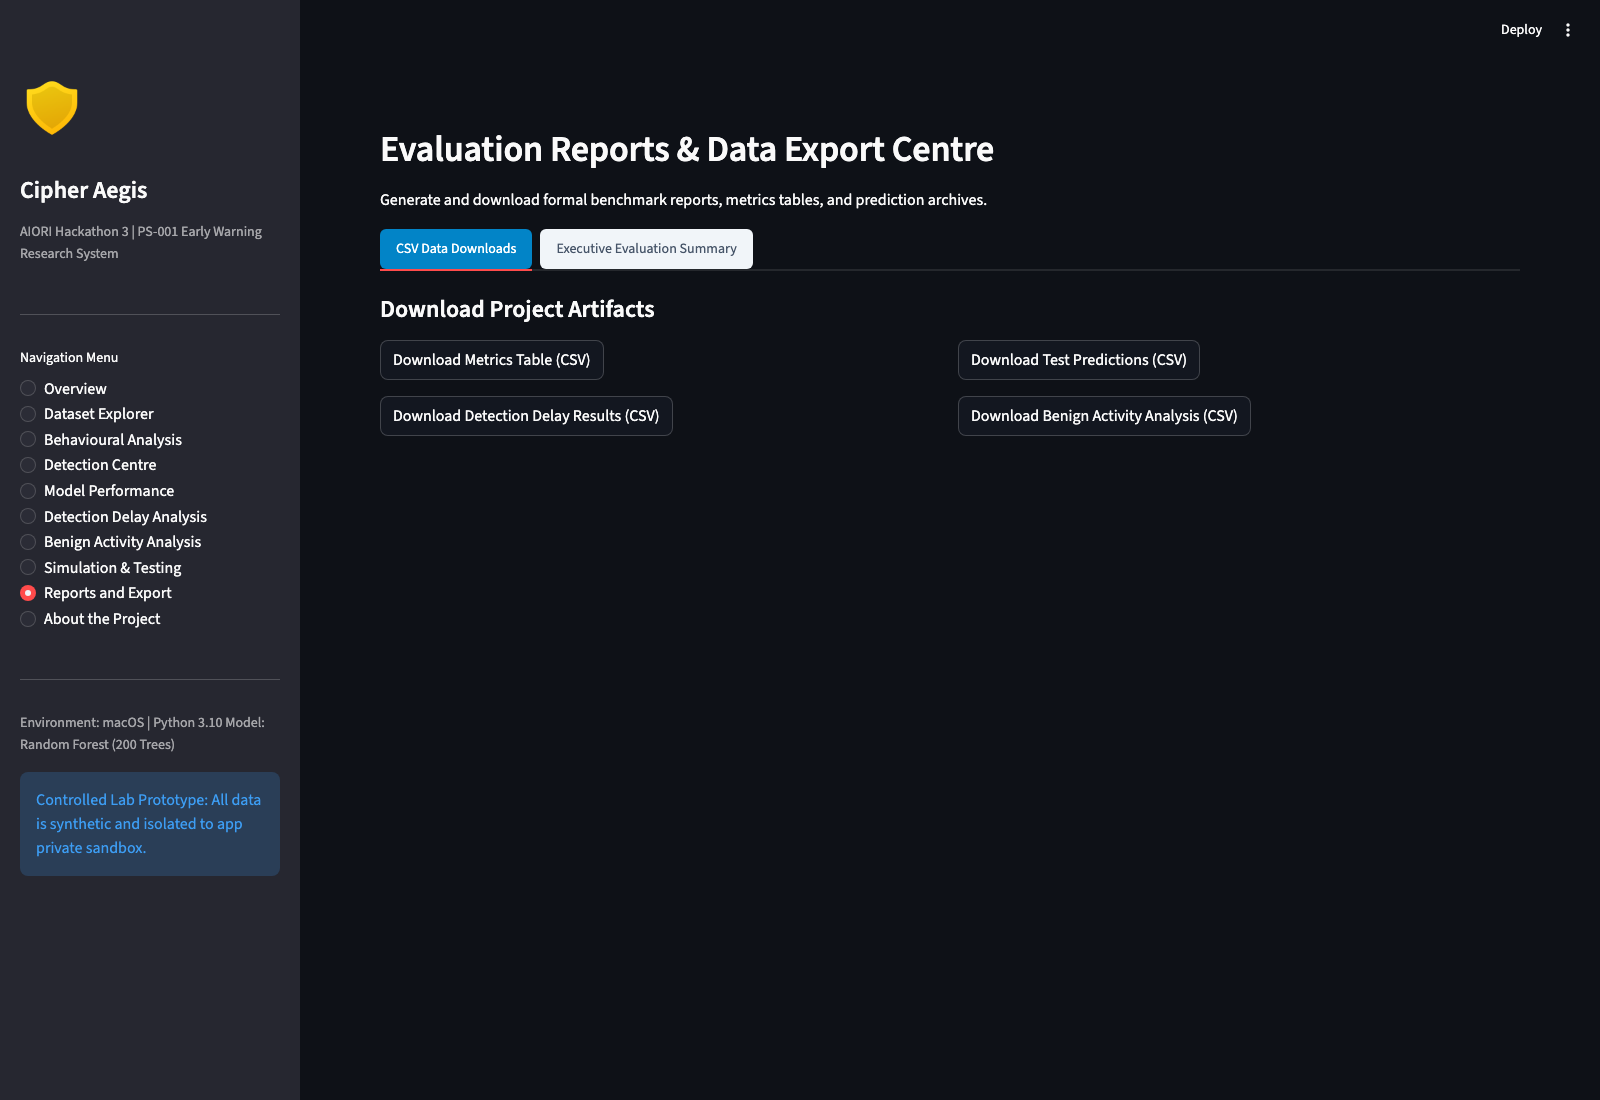 Deploy
Cipher Aegis
AIORI Hackathon 3 | PS-001 Early Warning
Research System
Navigation Menu
Overview
Dataset Explorer
Behavioural Analysis
Detection Centre
Model Performance
Detection Delay Analysis
Benign Activity Analysis
Simulation & Testing
Reports and Export
About the Project
Environment: macOS | Python 3.10 Model:
Random Forest (200 Trees)
Controlled Lab Prototype: All data
is synthetic and isolated to app
private sandbox.
Evaluation Reports & Data Export Centre
Generate and download formal benchmark reports, metrics tables, and prediction archives.
CSV Data Downloads
Executive Evaluation Summary
Download Project Artifacts
Download Metrics Table (CSV)
Download Test Predictions (CSV)
Download Detection Delay Results (CSV)
Download Benign Activity Analysis (CSV)